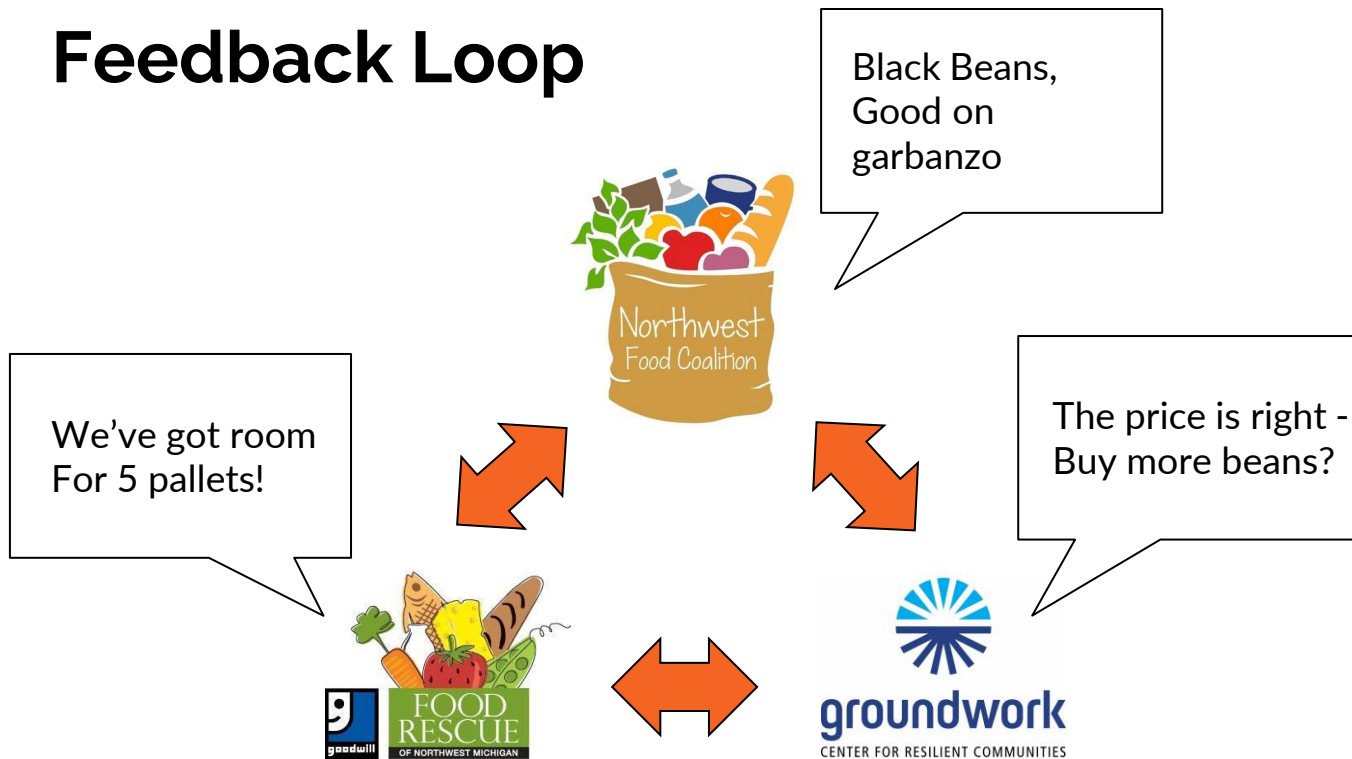 Feedback Loop
Black Beans,
Good on
garbanzo
Northwest
Food Coalition
We've got room
For 5 pallets!
The price is right -
Buy more beans?
g
goodwill
FOOD
RESCUE
OF NORTHWEST MICHIGAN
groundwork
CENTER FOR RESILIENT COMMUNITIES